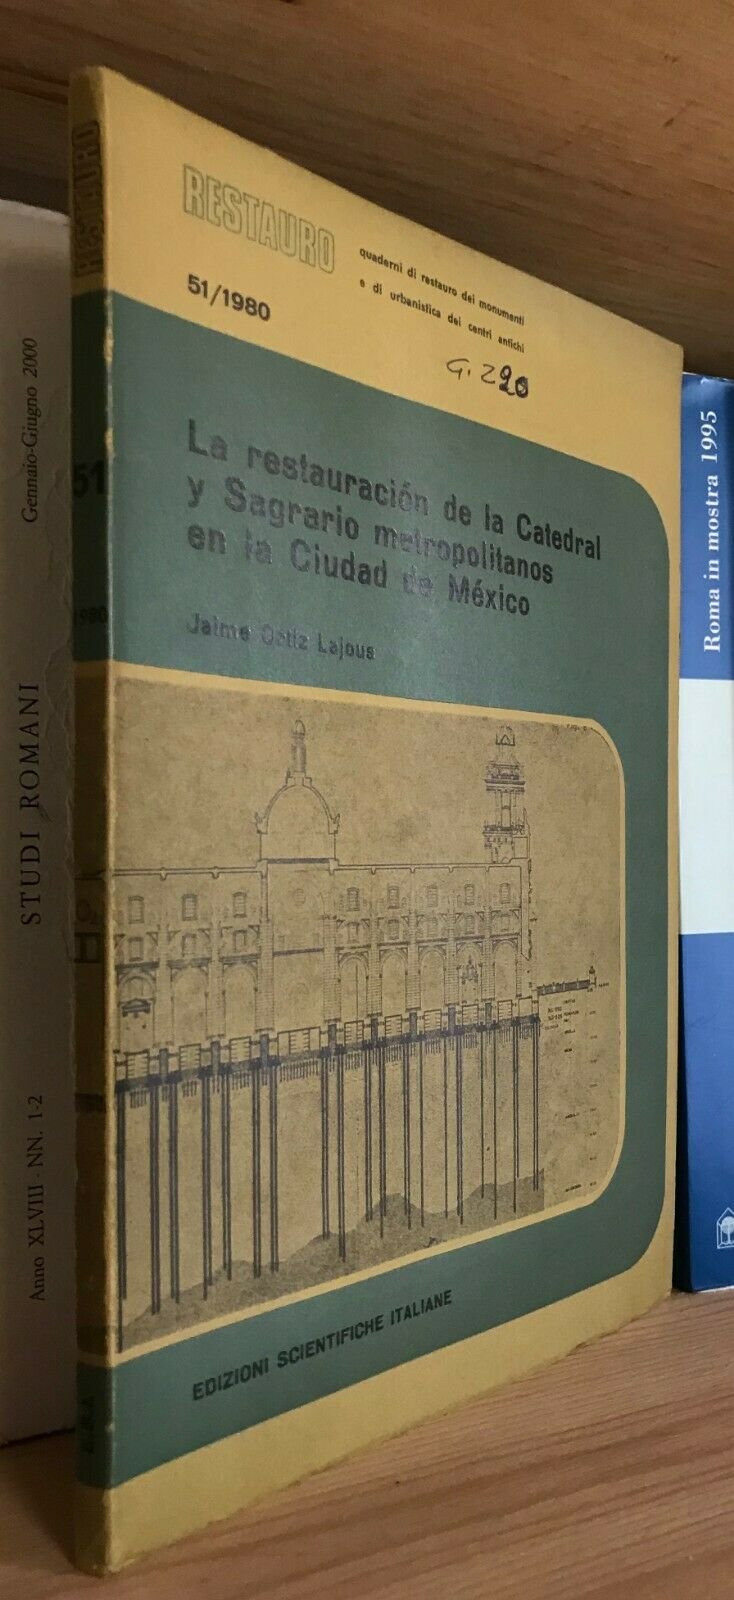 RESTAURO
quaderni di restauro dei monumenti
e di urbanistica dei centri antichi
51/1980
G. 220
La restauración de la Catedral
y Sagrario metropolitanos
en la Ciudad de México
Jaime Ortiz Lajous
EDIZIONI SCIENTIFICHE ITALIANE
RESTAURO
51
1980
Gennaio-Giugno 2000
STUDI ROMANI
Anno XLVIII - NN. 1-2
Roma in mostra 1995